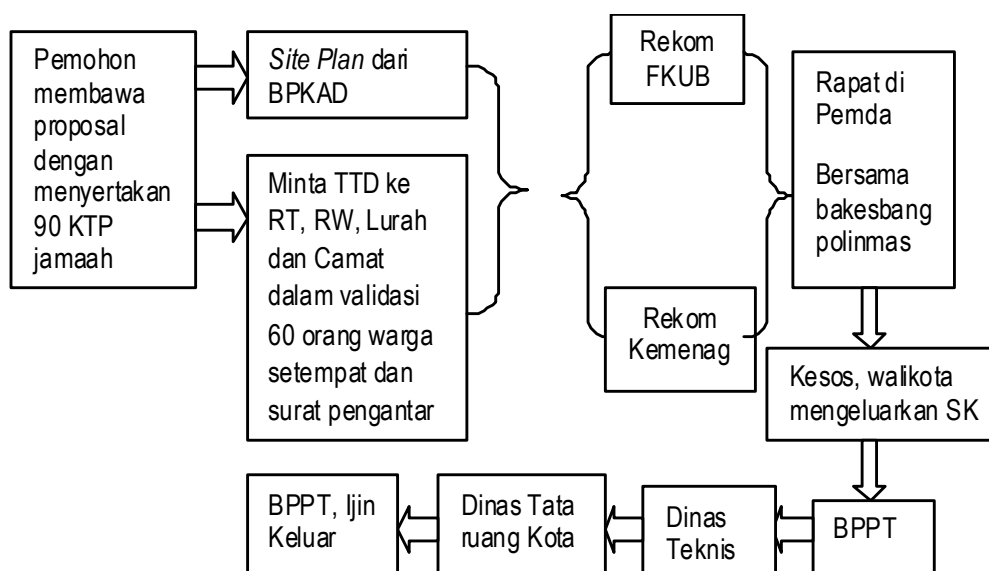 Pemohon
membawa
proposal
dengan
menyertakan
90 KTP
jamaah
Site Plan dari
BPKAD
Minta TTD ke
RT, RW, Lurah
dan Camat
dalam validasi
60 orang warga
setempat dan
surat pengantar
Rekom
FKUB
Rekom
Kemenag
Rapat di
Pemda
Bersama
bakesbang
polinmas
Kesos, walikota
mengeluarkan SK
BPPT
Dinas
Teknis
Dinas Tata
ruang Kota
BPPT, Ijin
Keluar